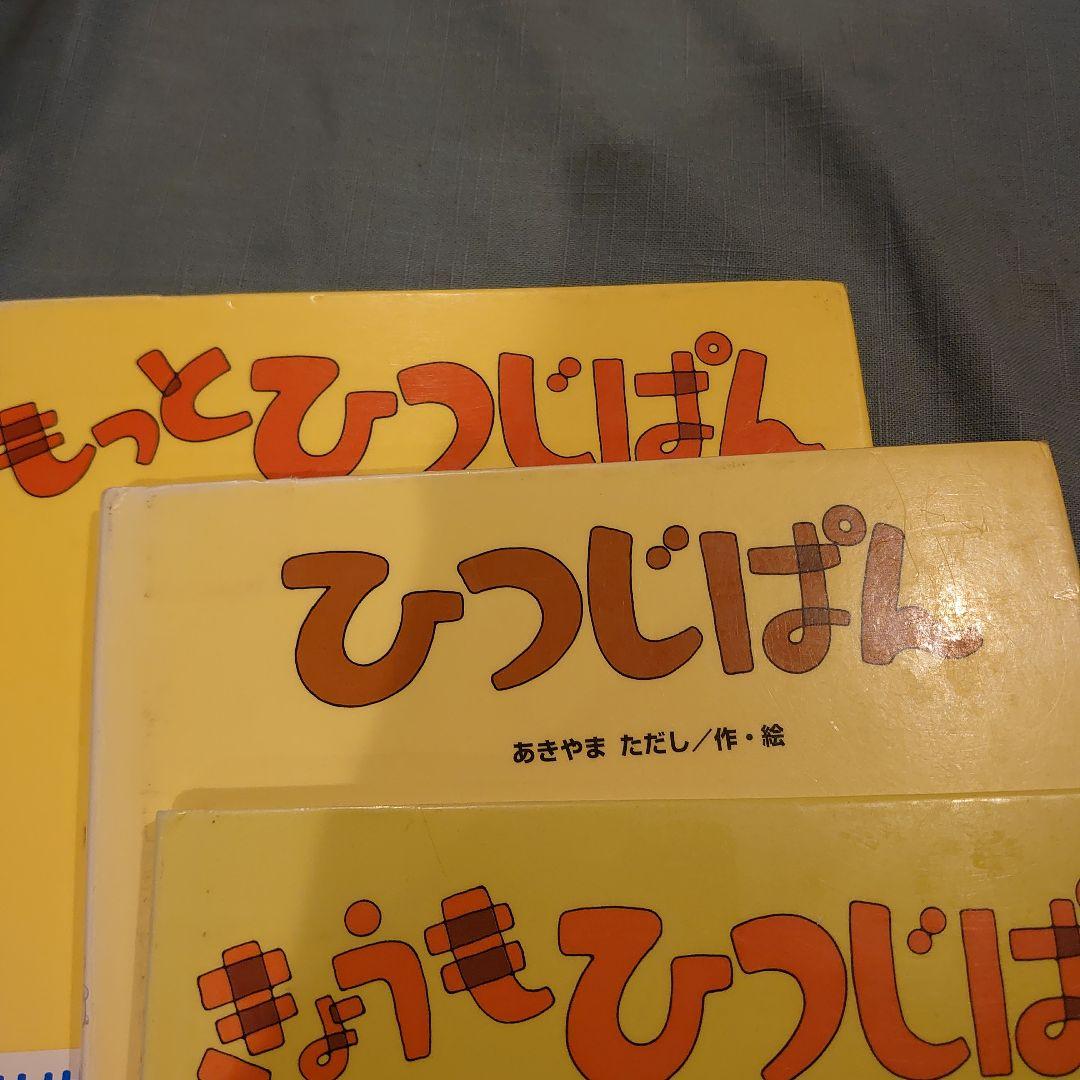 もっとひつじぱん
ひつじぱん
あきやま ただし／作・絵
きょうもひつじぱ